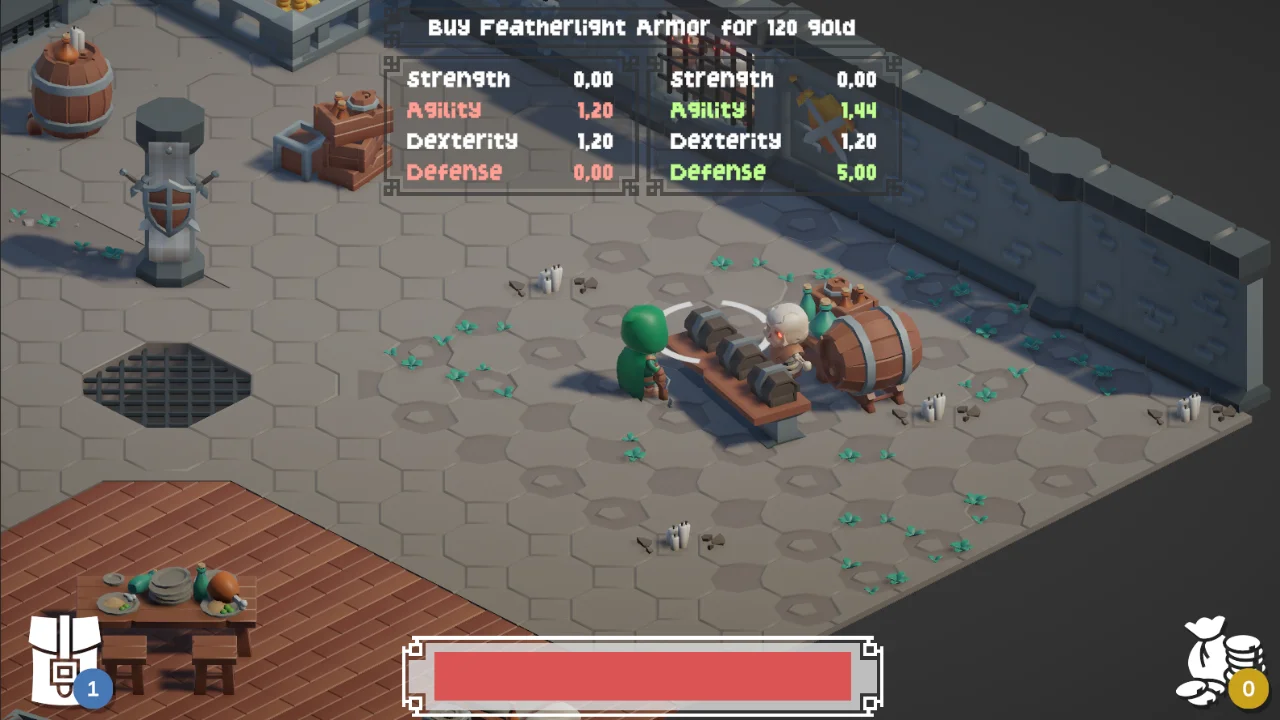 Buy Featherlight Armor for 120 gold
Strength 0,00
Agility 1,20
Dexterity 1,20
Defense 0,00
Strength 0,00
Agility 1,44
Dexterity 1,20
Defense 5,00
1
0